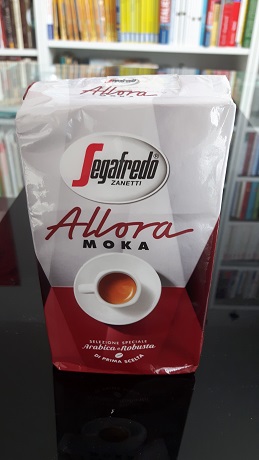 Allora
Segafredo
ZANETTI
Allora
MOKA
SELEZIONE SPECIALE
Arabica e Robusta
DI PRIMA SCELTA